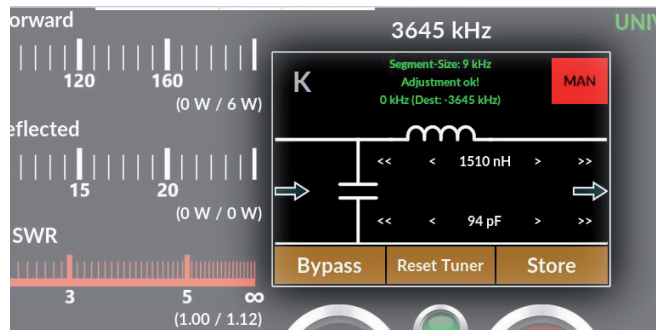 orward
120 160
(0 W / 6 W)
eflected
15 20
(0 W / 0 W)
SWR
3 5 ∞
(1.00 / 1.12)
3645 kHz
UNIV
K
Segment-Size: 9 kHz
Adjustment ok!
0 kHz (Dest: -3645 kHz)
MAN
<< < 1510 nH > >>
<< < 94 pF > >>
Bypass Reset Tuner Store